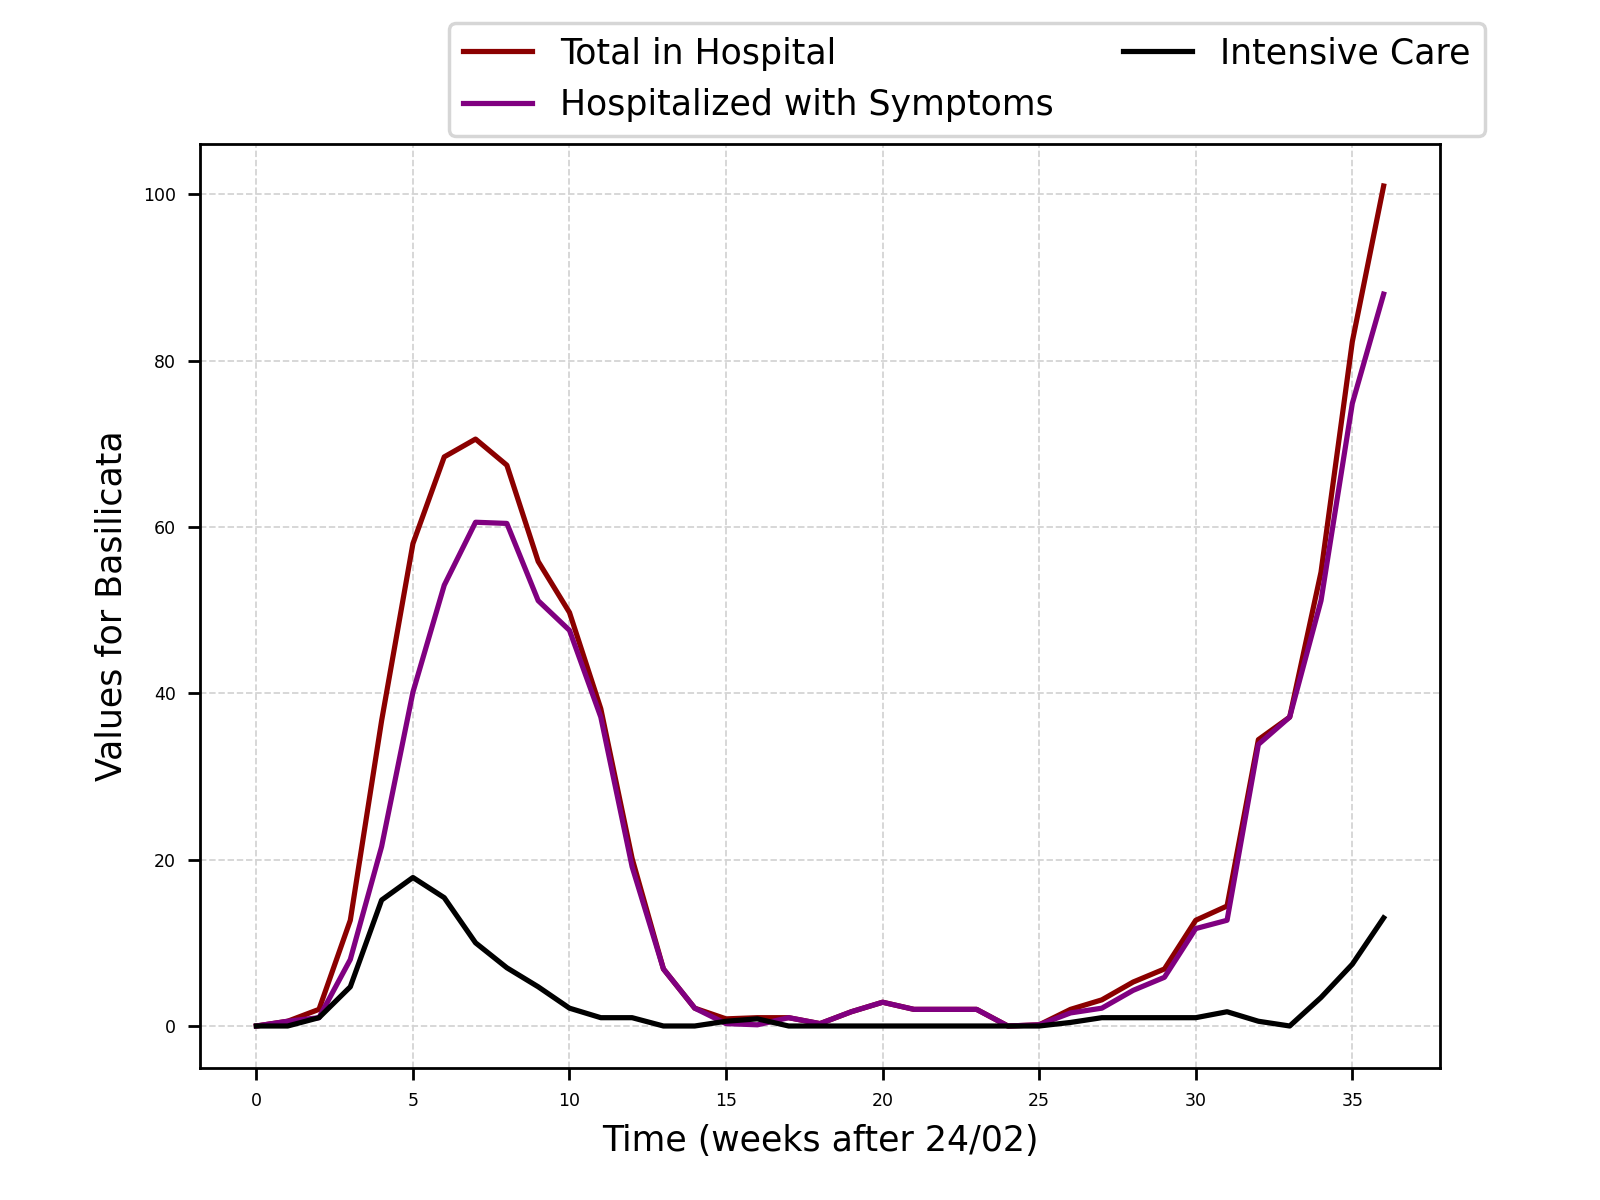 Total in Hospital
Hospitalized with Symptoms
Intensive Care
Values for Basilicata
100
80
60
40
20
0
0 5 10 15 20 25 30 35
Time (weeks after 24/02)